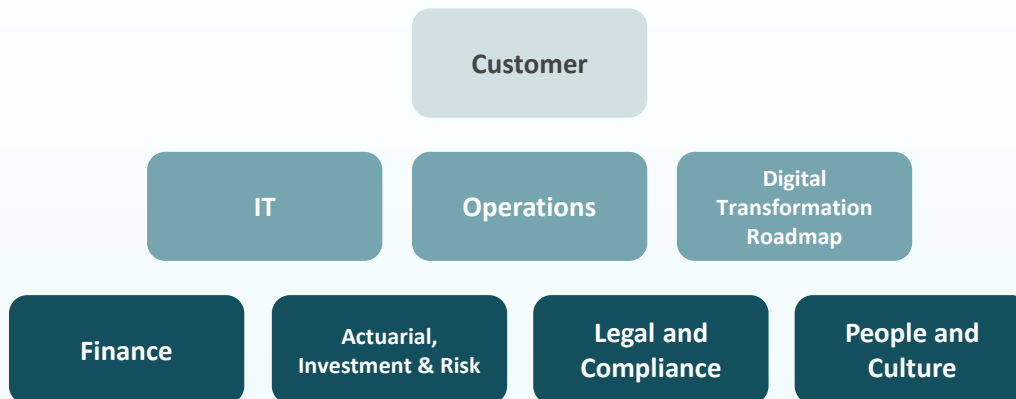 Customer
IT
Operations
Digital
Transformation
Roadmap
Finance
Actuarial,
Investment & Risk
Legal and
Compliance
People and
Culture